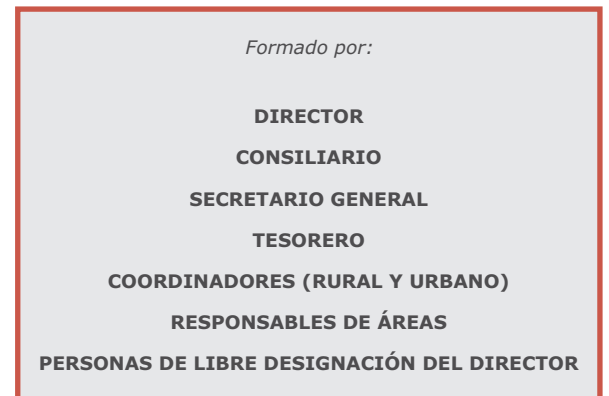 Formado por:
DIRECTOR
CONSILIARIO
SECRETARIO GENERAL
TESORERO
COORDINADORES (RURAL Y URBANO)
RESPONSABLES DE ÁREAS
PERSONAS DE LIBRE DESIGNACIÓN DEL DIRECTOR